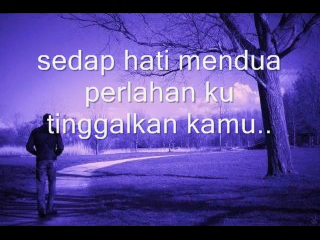 sedap hati mendua
perlahan ku
tinggalkan kamu..